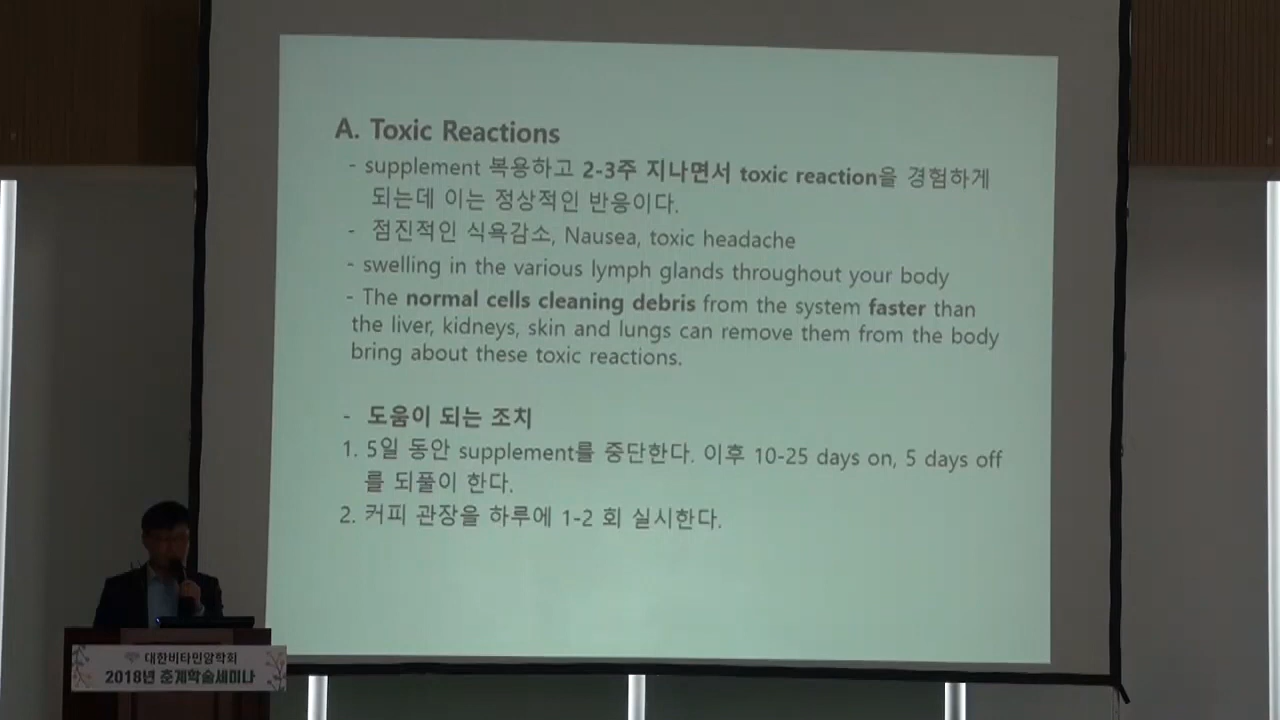 A. Toxic Reactions
- supplement 복용하고 2-3주 지나면서 toxic reaction을 경험하게
되는데 이는 정상적인 반응이다.
- 점진적인 식욕감소, Nausea, toxic headache
- swelling in the various lymph glands throughout your body
- The normal cells cleaning debris from the system faster than
the liver, kidneys, skin and lungs can remove them from the body
bring about these toxic reactions.
- 도움이 되는 조치
1. 5일 동안 supplement를 중단한다. 이후 10-25 days on, 5 days off
를 되풀이 한다.
2. 커피 관장을 하루에 1-2 회 실시한다.
대한비타민암학회
2018년 춘계학술세미나